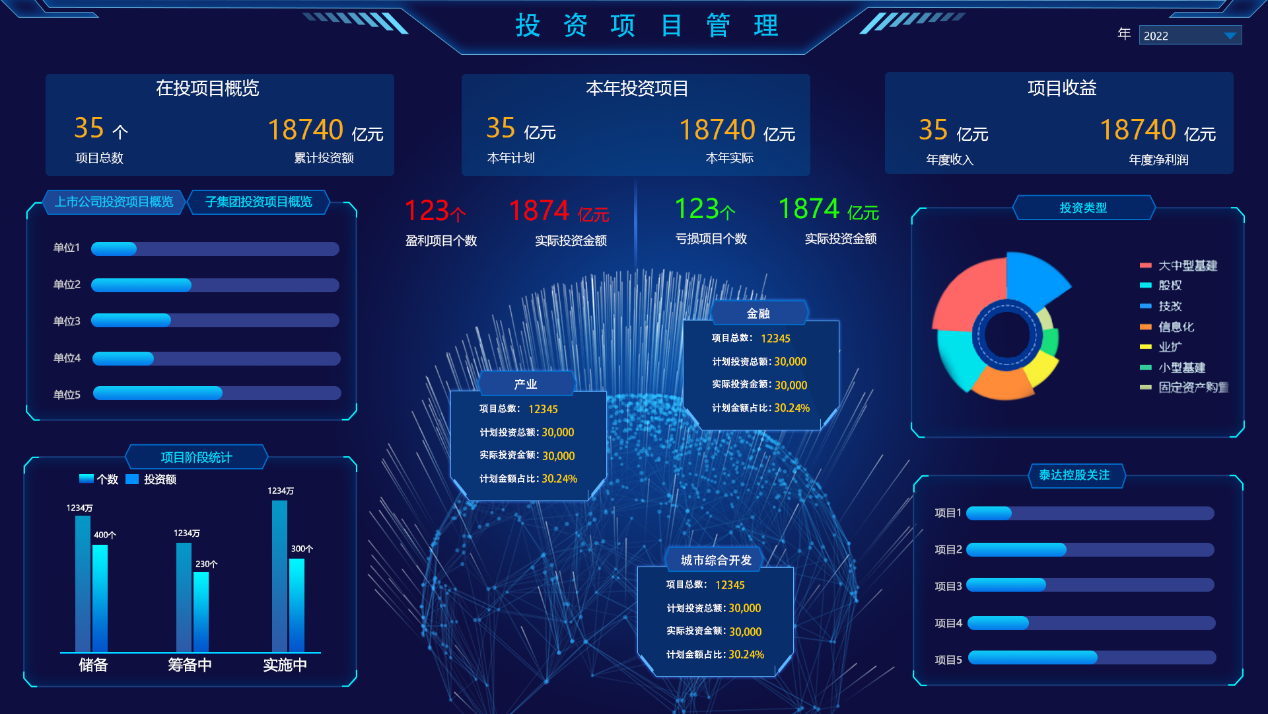 投资项目管理
年 2022
在投项目概览
35 个 18740 亿元
项目总数 累计投资额
本年投资项目
35 亿元 18740 亿元
本年计划 本年实际
项目收益
35 亿元 18740 亿元
年度收入 年度净利润
上市公司投资项目概览 子集团投资项目概览
单位1
单位2
单位3
单位4
单位5
123个 1874 亿元
盈利项目个数 实际投资金额
123个 1874 亿元
亏损项目个数 实际投资金额
金融
项目总数: 12345
计划投资总额: 30,000
实际投资金额: 30,000
计划金额占比: 30.24%
产业
项目总数: 12345
计划投资总额: 30,000
实际投资金额: 30,000
计划金额占比: 30.24%
城市综合开发
项目总数: 12345
计划投资总额: 30,000
实际投资金额: 30,000
计划金额占比: 30.24%
投资类型
大中型基建
股权
技改
信息化
业扩
小型基建
固定资产购置
项目阶段统计
个数 投资额
1234万 400个
1234万 230个
1234万 300个
储备 筹备中 实施中
泰达控股关注
项目1
项目2
项目3
项目4
项目5